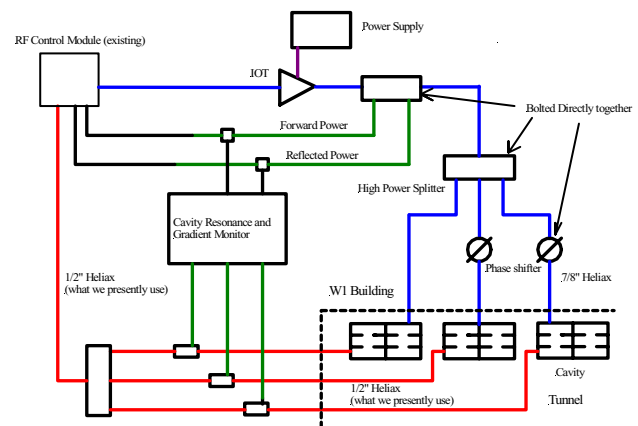 RF Control Module (existing)
Power Supply
IOT
Bolted Directly together
Forward Power
Reflected Power
High Power Splitter
Cavity Resonance and
Gradient Monitor
Phase shifter
7/8" Heliax
1/2" Heliax
(what we presently use)
W1 Building
Cavity
1/2" Heliax
(what we presently use)
Tunnel